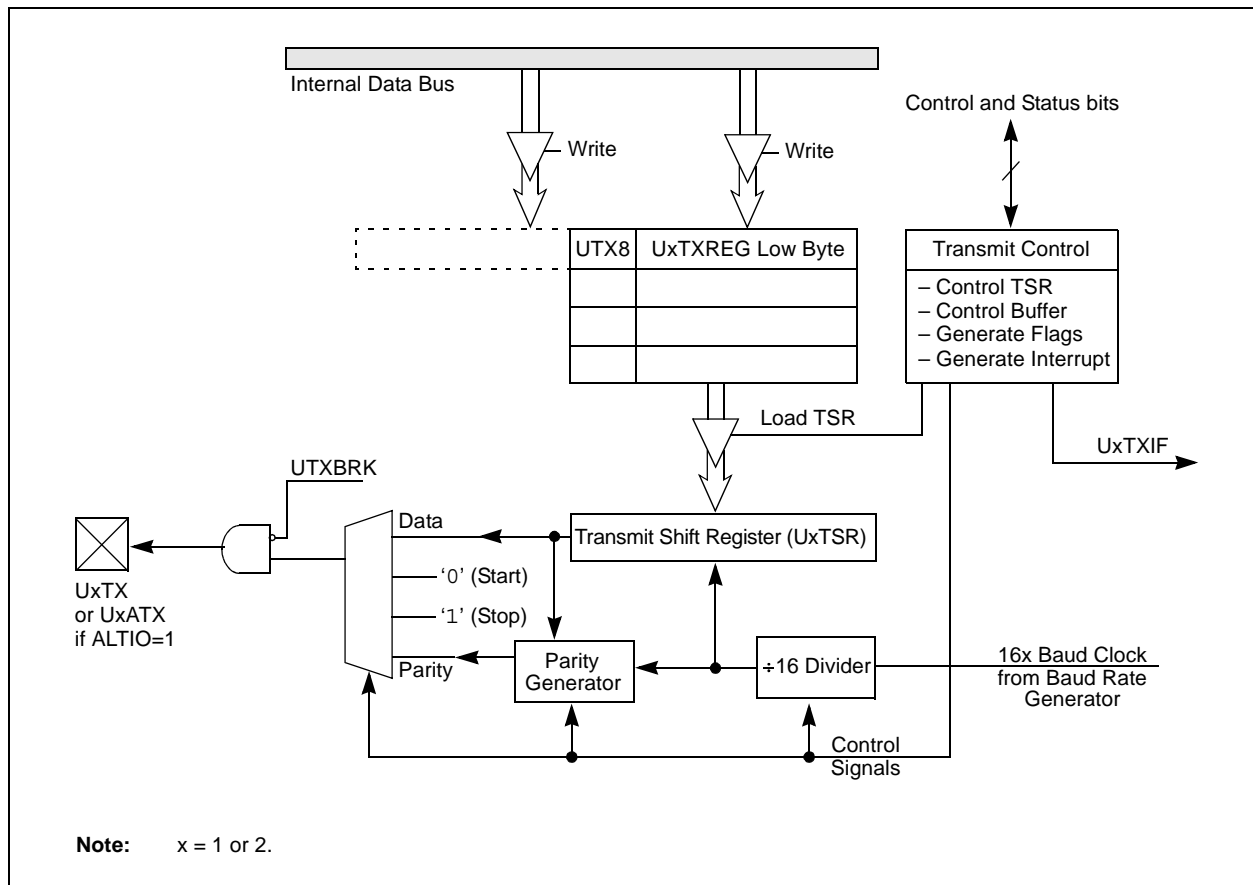 Internal Data Bus
Control and Status bits
Write
Write
UTX8
UxTXREG Low Byte
Transmit Control
– Control TSR
– Control Buffer
– Generate Flags
– Generate Interrupt
Load TSR
UxTXIF
UTXBRK
Data
Transmit Shift Register (UxTSR)
‘0’ (Start)
‘1’ (Stop)
UxTX
or UxATX
if ALTIO=1
Parity
Parity
Generator
÷16 Divider
16x Baud Clock
from Baud Rate
Generator
Control
Signals
Note: x = 1 or 2.